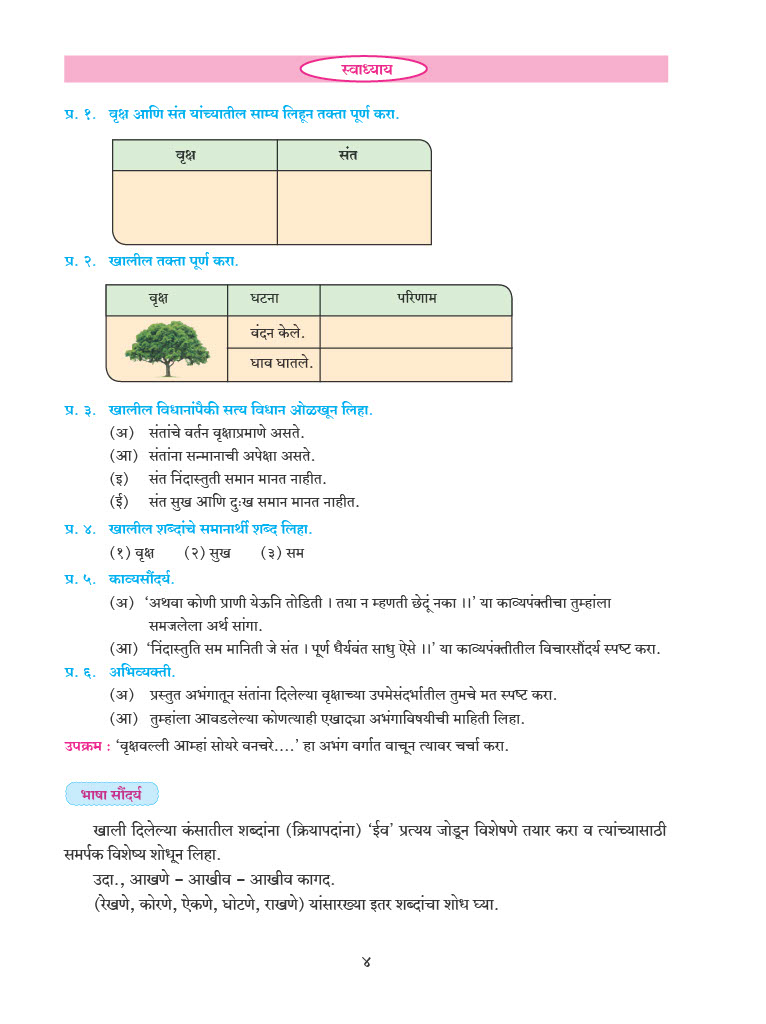 स्वाध्याय
प्र. १. वृक्ष आणि संत यांच्यातील साम्य लिहून तक्ता पूर्ण करा.
वृक्ष संत
प्र. २. खालील तक्ता पूर्ण करा.
वृक्ष घटना परिणाम
वंदन केले.
घाव घातले.
प्र. ३. खालील विधानांपैकी सत्य विधान ओळखून लिहा.
(अ) संतांचे वर्तन वृक्षाप्रमाणे असते.
(आ) संतांना सन्मानाची अपेक्षा असते.
(इ) संत निंदास्तुती समान मानत नाहीत.
(ई) संत सुख आणि दुःख समान मानत नाहीत.
प्र. ४. खालील शब्दांचे समानार्थी शब्द लिहा.
(१) वृक्ष (२) सुख (३) सम
प्र. ५. काव्यसौंदर्य.
(अ) ‘अथवा कोणी प्राणी येऊनि तोडिती । तया न म्हणती छेदूं नका ।।’ या काव्यपंक्तीचा तुम्हांला
समजलेला अर्थ सांगा.
(आ) ‘निंदास्तुति सम मानिती जे संत । पूर्ण धैर्यवंत साधु ऐसे ।।’ या काव्यपंक्तीतील विचारसौंदर्य स्पष्ट करा.
प्र. ६. अभिव्यक्ती.
(अ) प्रस्तुत अभंगातून संतांना दिलेल्या वृक्षाच्या उपमेसंदर्भातील तुमचे मत स्पष्ट करा.
(आ) तुम्हांला आवडलेल्या कोणत्याही एखाद्या अभंगाविषयीची माहिती लिहा.
उपक्रम : ‘वृक्षवल्ली आम्हां सोयरे वनचरे....’ हा अभंग वर्गात वाचून त्यावर चर्चा करा.
भाषा सौंदर्य
खाली दिलेल्या कंसातील शब्दांना (क्रियापदांना) ‘ईव’ प्रत्यय जोडून विशेषणे तयार करा व त्यांच्यासाठी
समर्पक विशेष्य शोधून लिहा.
उदा., आखणे – आखीव – आखीव कागद.
(रेखणे, कोरणे, ऐकणे, घोटणे, राखणे) यांसारख्या इतर शब्दांचा शोध घ्या.
४